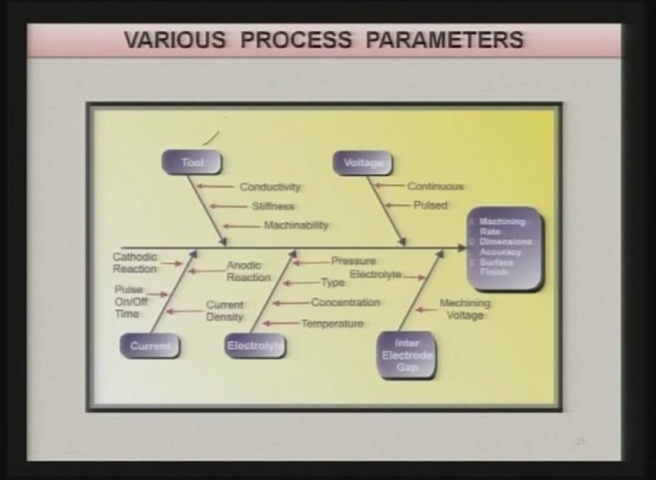 VARIOUS PROCESS PARAMETERS
Tool
Voltage
Conductivity
Stiffness
Machinability
Continuous
Pulsed
Machining
Rate
Dimensions
Accuracy
Surface
Finish
Cathodic
Reaction
Anodic
Reaction
Pulse
On/Off
Time
Current
Density
Pressure
Electrolyte
Type
Concentration
Temperature
Mechining
Voltage
Current
Electrolyte
Inter
Electrode
Gap